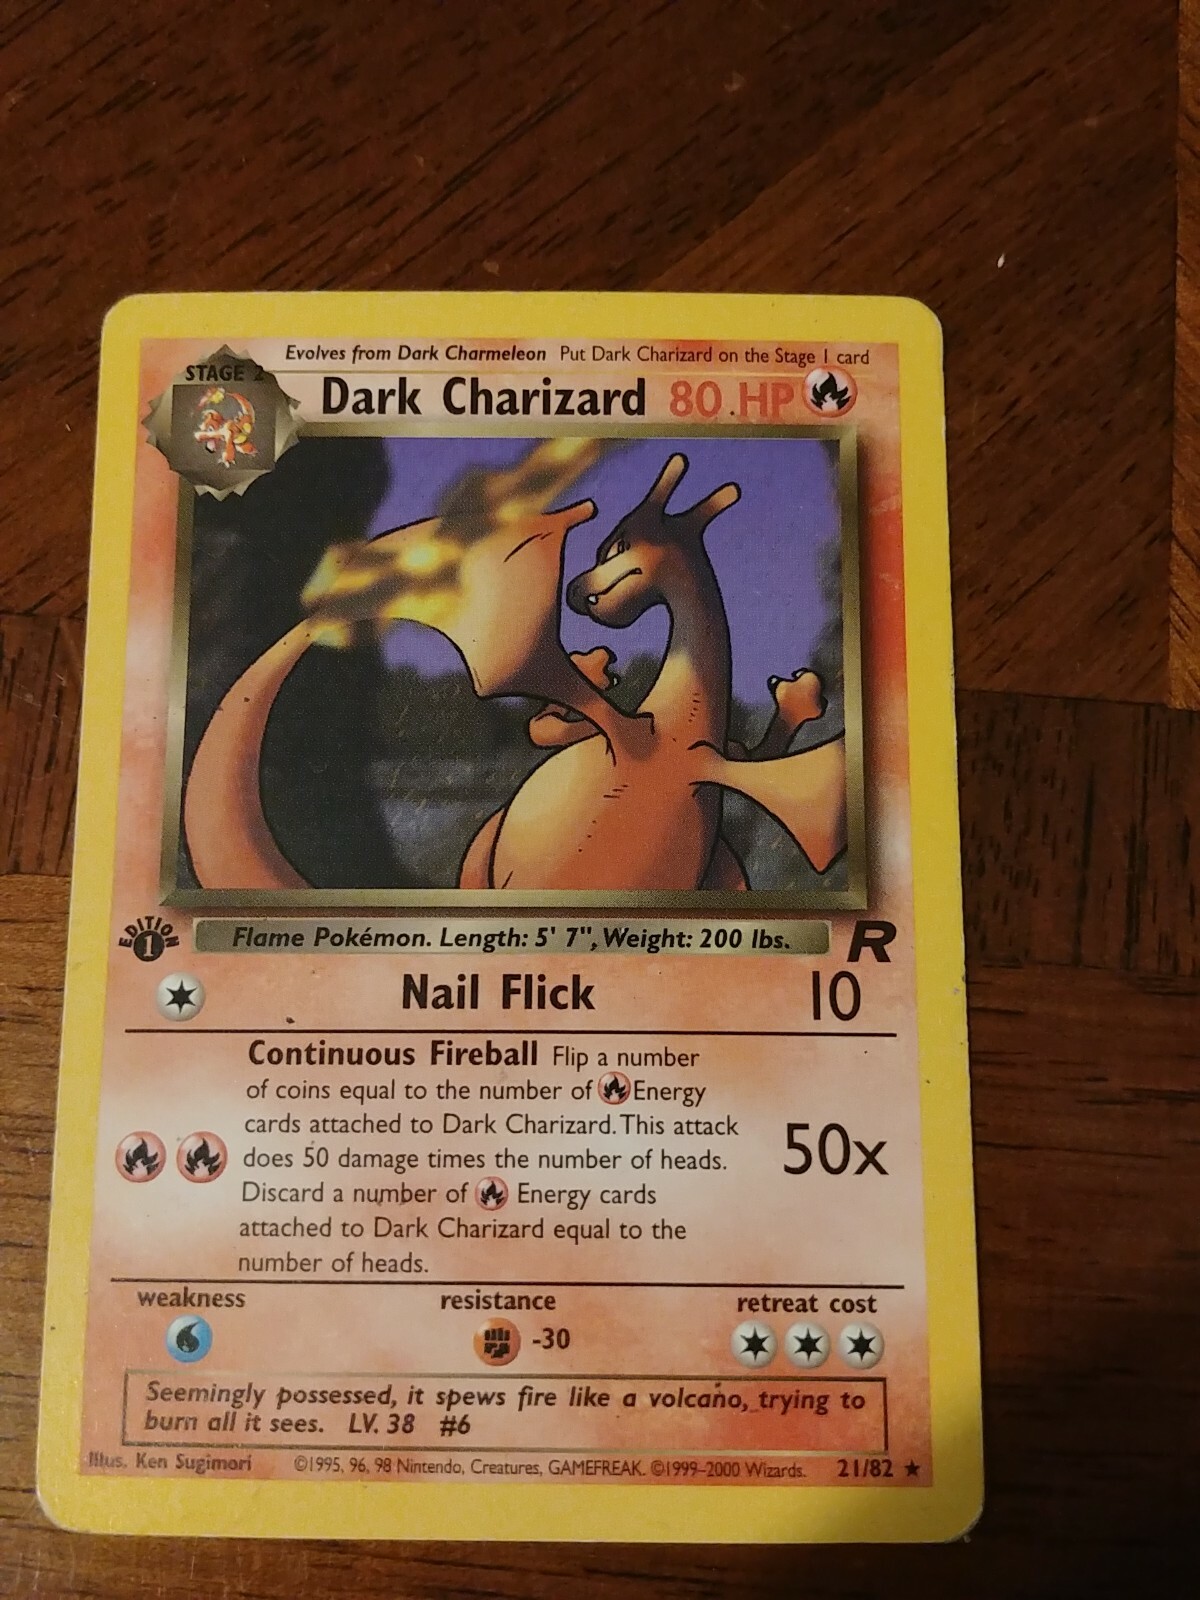 Evolves from Dark Charmeleon Put Dark Charizard on the Stage 1 card
STAGE 2
Dark Charizard 80 HP
EDITION
1
Flame Pokémon. Length: 5' 7", Weight: 200 lbs.
R
Nail Flick 10
Continuous Fireball Flip a number
of coins equal to the number of Energy
cards attached to Dark Charizard. This attack
does 50 damage times the number of heads.
Discard a number of Energy cards
attached to Dark Charizard equal to the
number of heads.
50x
weakness resistance retreat cost
-30
Seemingly possessed, it spews fire like a volcano, trying to
burn all it sees. LV. 38 #6
Illus. Ken Sugimori ©1995, 96, 98 Nintendo, Creatures, GAMEFREAK. ©1999-2000 Wizards. 21/82 ★